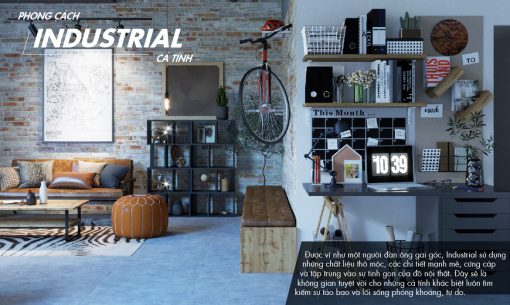 PHONG CÁCH
INDUSTRIAL
CÁ TÍNH
HANOI
This Month ...
TO
10 39
Được ví như một người đàn ông gai góc, Industrial sử dụng
những chất liệu thô mộc, các chi tiết mạnh mẽ, cứng cáp
và tập trung vào sự tinh gọn của đồ nội thất. Đây sẽ là
không gian tuyệt vời cho những cá tính khác biệt luôn tìm
kiếm sự táo bạo và lối sống phóng khoáng, tự do.